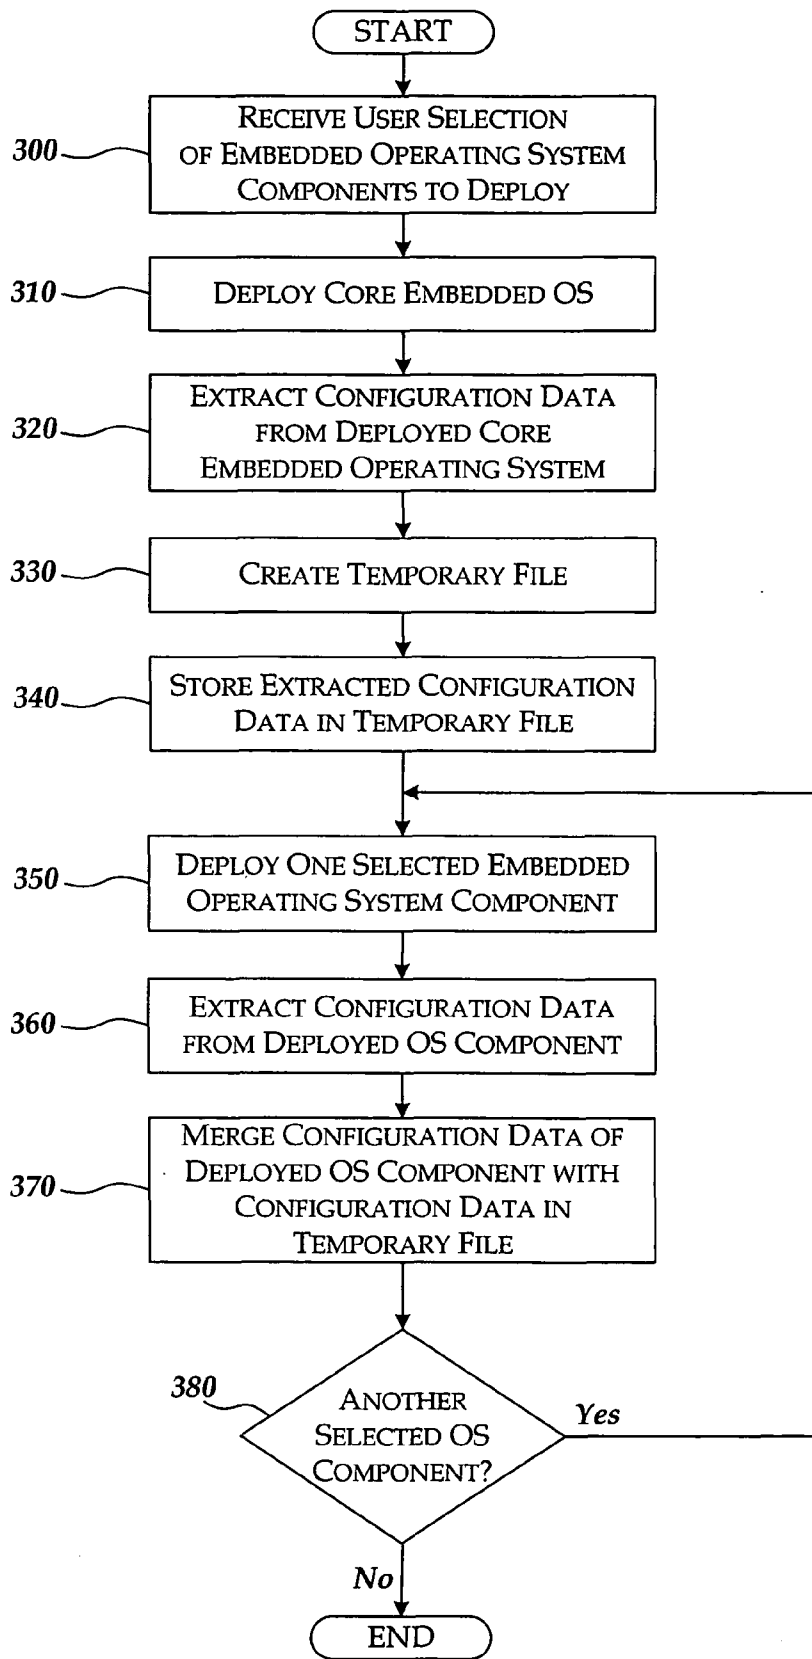 START
300
RECEIVE USER SELECTION
OF EMBEDDED OPERATING SYSTEM
COMPONENTS TO DEPLOY
310
DEPLOY CORE EMBEDDED OS
320
EXTRACT CONFIGURATION DATA
FROM DEPLOYED CORE
EMBEDDED OPERATING SYSTEM
330
CREATE TEMPORARY FILE
340
STORE EXTRACTED CONFIGURATION
DATA IN TEMPORARY FILE
350
DEPLOY ONE SELECTED EMBEDDED
OPERATING SYSTEM COMPONENT
360
EXTRACT CONFIGURATION DATA
FROM DEPLOYED OS COMPONENT
370
MERGE CONFIGURATION DATA OF
DEPLOYED OS COMPONENT WITH
CONFIGURATION DATA IN
TEMPORARY FILE
380
ANOTHER
SELECTED OS
COMPONENT?
Yes
No
END